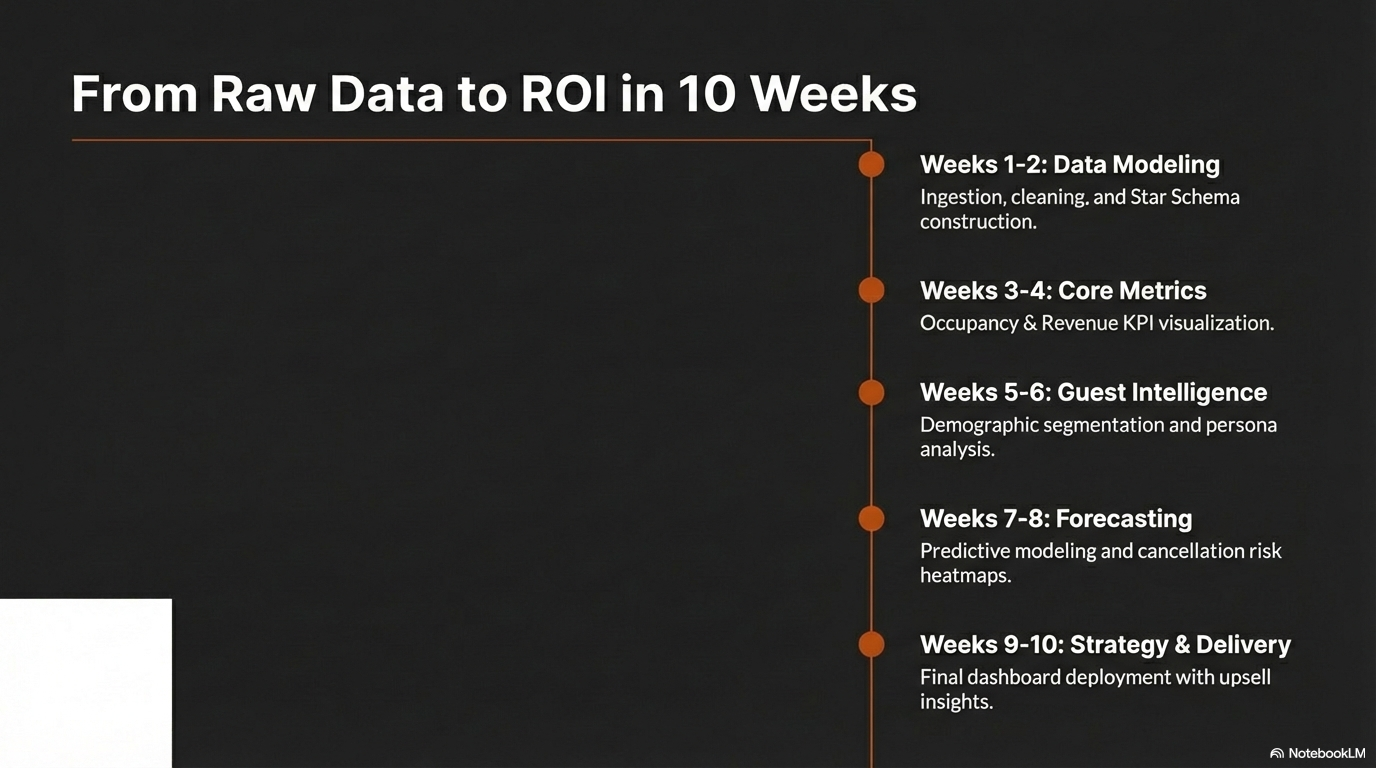 From Raw Data to ROI in 10 Weeks
Weeks 1-2: Data Modeling
Ingestion, cleaning, and Star Schema
construction.
Weeks 3-4: Core Metrics
Occupancy & Revenue KPI visualization.
Weeks 5-6: Guest Intelligence
Demographic segmentation and persona
analysis.
Weeks 7-8: Forecasting
Predictive modeling and cancellation risk
heatmaps.
Weeks 9-10: Strategy & Delivery
Final dashboard deployment with upsell
insights.
NotebookLM